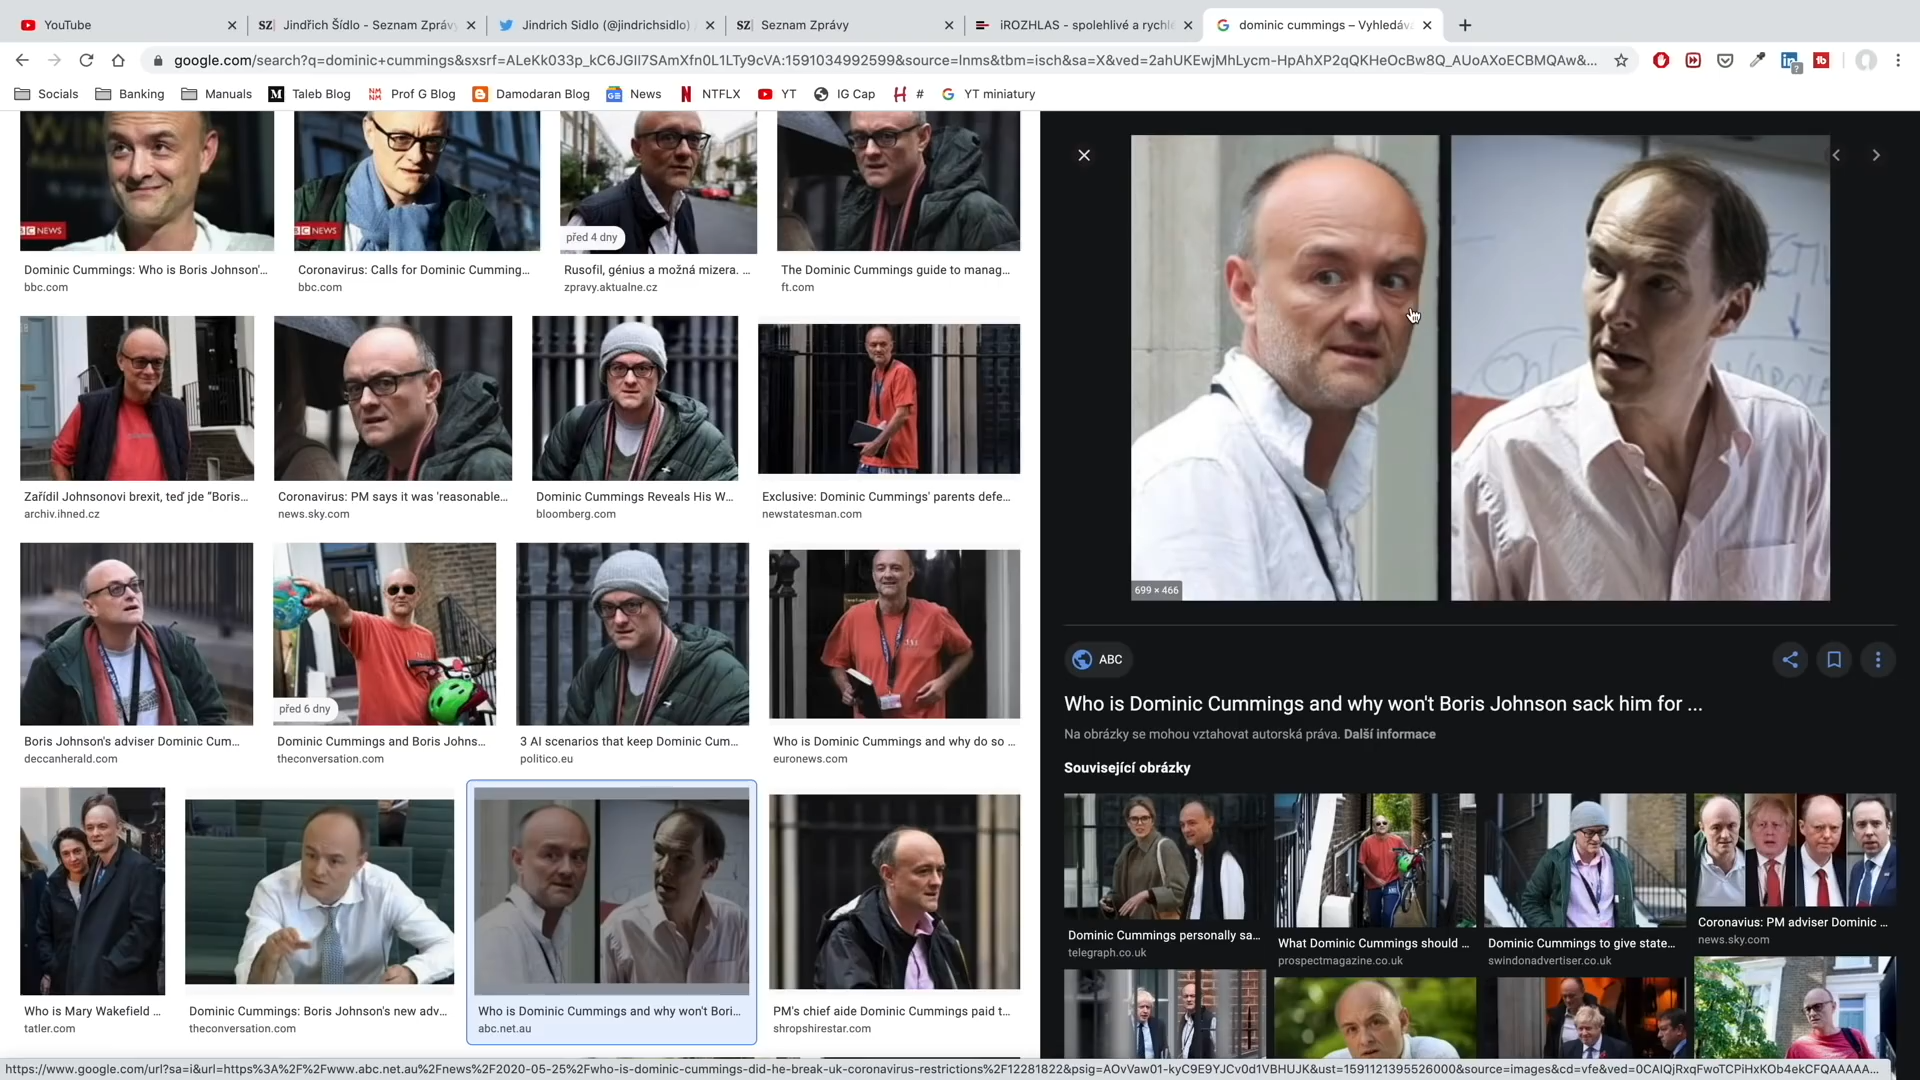 YouTube
Jindřich Šídlo - Seznam Zprávy
Jindrich Sidlo (@jindrichsidlo)
Seznam Zprávy
iROZHLAS - spolehlivé a rychl
dominic cummings – Vyhledáv
google.com/search?q=dominic+cummings&sxsrf=ALeKk033p_kC6JGIl7SAmXfn0L1LTy9cVA:1591034992599&source=lnms&tbm=isch&sa=X&ved=2ahUKEwjMhLycm-HpAhXP2qQKHeOcBw8Q_AUoAXoECBMQAw&...
Socials
Banking
Manuals
Taleb Blog
Prof G Blog
Damodaran Blog
News
NTFLX
YT
IG Cap
#
YT miniatury
NEWS
NEWS
před 4 dny
Dominic Cummings: Who is Boris Johnson'...
bbc.com
Coronavirus: Calls for Dominic Cumming...
bbc.com
Rusofil, génius a možná mizera. ...
zpravy.aktualne.cz
The Dominic Cummings guide to manag...
ft.com
Zařídil Johnsonovi brexit, teď jde "Boris...
archiv.ihned.cz
Coronavirus: PM says it was 'reasonable...
news.sky.com
Dominic Cummings Reveals His W...
bloomberg.com
Exclusive: Dominic Cummings' parents defe...
newstatesman.com
před 6 dny
Boris Johnson's adviser Dominic Cum...
deccanherald.com
Dominic Cummings and Boris Johns...
theconversation.com
3 AI scenarios that keep Dominic Cum...
politico.eu
Who is Dominic Cummings and why do so ...
euronews.com
Who is Mary Wakefield ...
tatler.com
Dominic Cummings: Boris Johnson's new adv...
theconversation.com
Who is Dominic Cummings and why won't Bori...
abc.net.au
PM's chief aide Dominic Cummings paid t...
shropshirestar.com
699 × 466
ABC
Who is Dominic Cummings and why won't Boris Johnson sack him for ...
Na obrázky se mohou vztahovat autorská práva. Další informace
Související obrázky
Dominic Cummings personally sa...
telegraph.co.uk
What Dominic Cummings should ...
prospectmagazine.co.uk
Dominic Cummings to give state...
swindonadvertiser.co.uk
Coronavius: PM adviser Dominic ...
news.sky.com
https://www.google.com/url?sa=i&url=https%3A%2F%2Fwww.abc.net.au%2Fnews%2F2020-05-25%2Fwho-is-dominic-cummings-did-he-break-uk-coronavirus-restrictions%2F12281822&psig=AOvVaw01-kyC9E9YJCv0d1VBHUJK&ust=1591121395526000&source=images&cd=vfe&ved=0CAIQjRxqFwoTCPiHxKOb4ekCFQAAAAA...